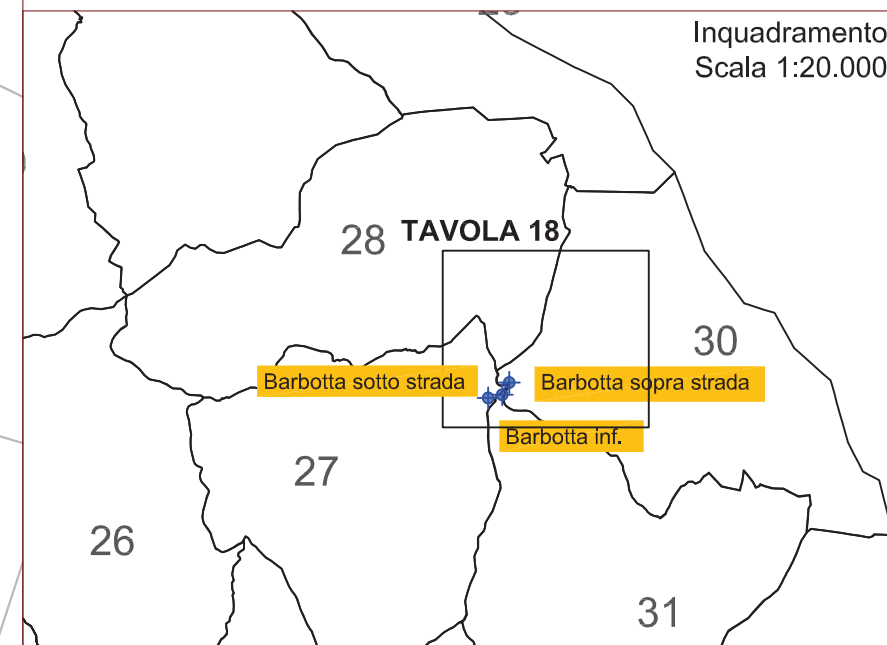 Inquadramento
Scala 1:20.000
28
TAVOLA 18
30
Barbotta sotto strada
Barbotta sopra strada
Barbotta inf.
27
26
31